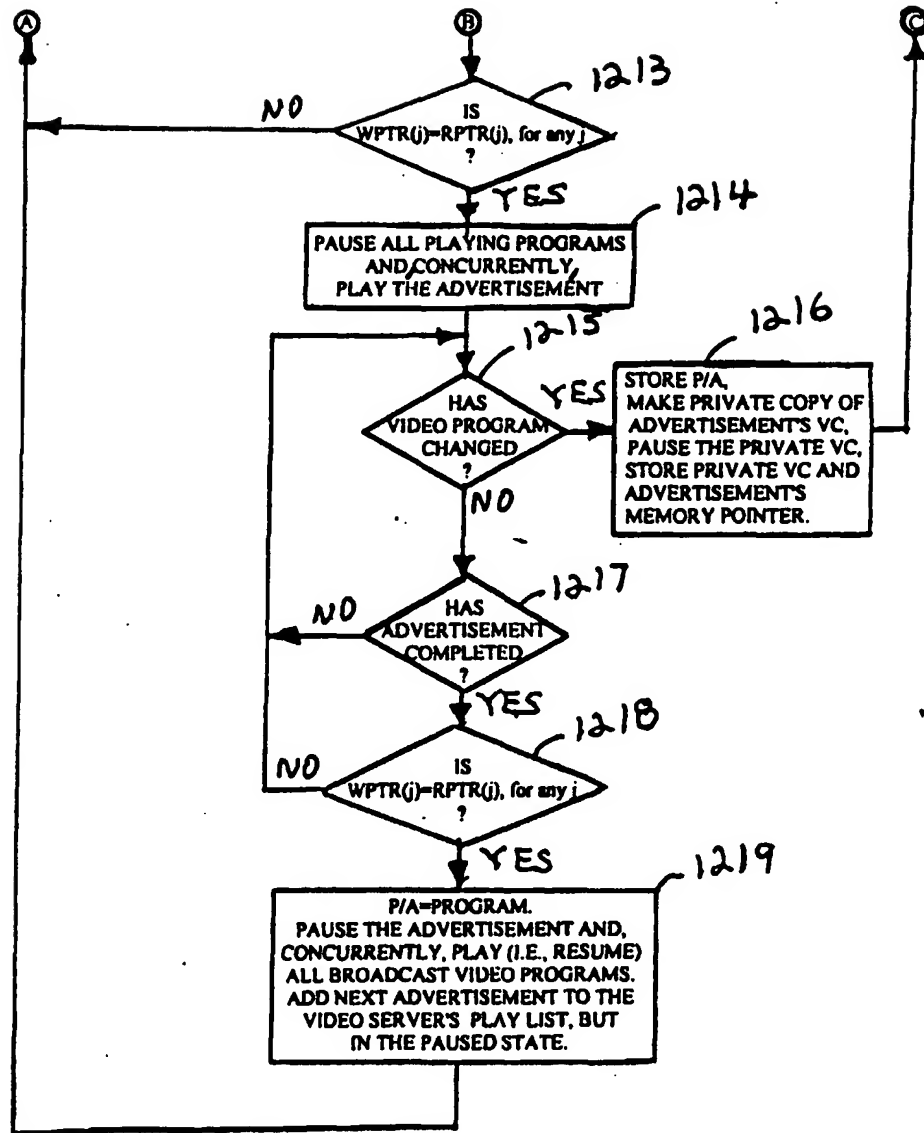 A
B
C
1213
NO
IS
WPTR(j)=RPTR(j), for any j
?
YES
1214
PAUSE ALL PLAYING PROGRAMS
AND, CONCURRENTLY,
PLAY THE ADVERTISEMENT
1215
1216
HAS
VIDEO PROGRAM
CHANGED
?
YES
STORE P/A,
MAKE PRIVATE COPY OF
ADVERTISEMENT'S VC,
PAUSE THE PRIVATE VC,
STORE PRIVATE VC AND
ADVERTISEMENT'S
MEMORY POINTER.
NO
1217
NO
HAS
ADVERTISEMENT
COMPLETED
?
YES
1218
NO
IS
WPTR(j)=RPTR(j), for any j
?
YES
1219
P/A=PROGRAM.
PAUSE THE ADVERTISEMENT AND,
CONCURRENTLY, PLAY (I.E., RESUME)
ALL BROADCAST VIDEO PROGRAMS.
ADD NEXT ADVERTISEMENT TO THE
VIDEO SERVER'S PLAY LIST, BUT
IN THE PAUSED STATE.